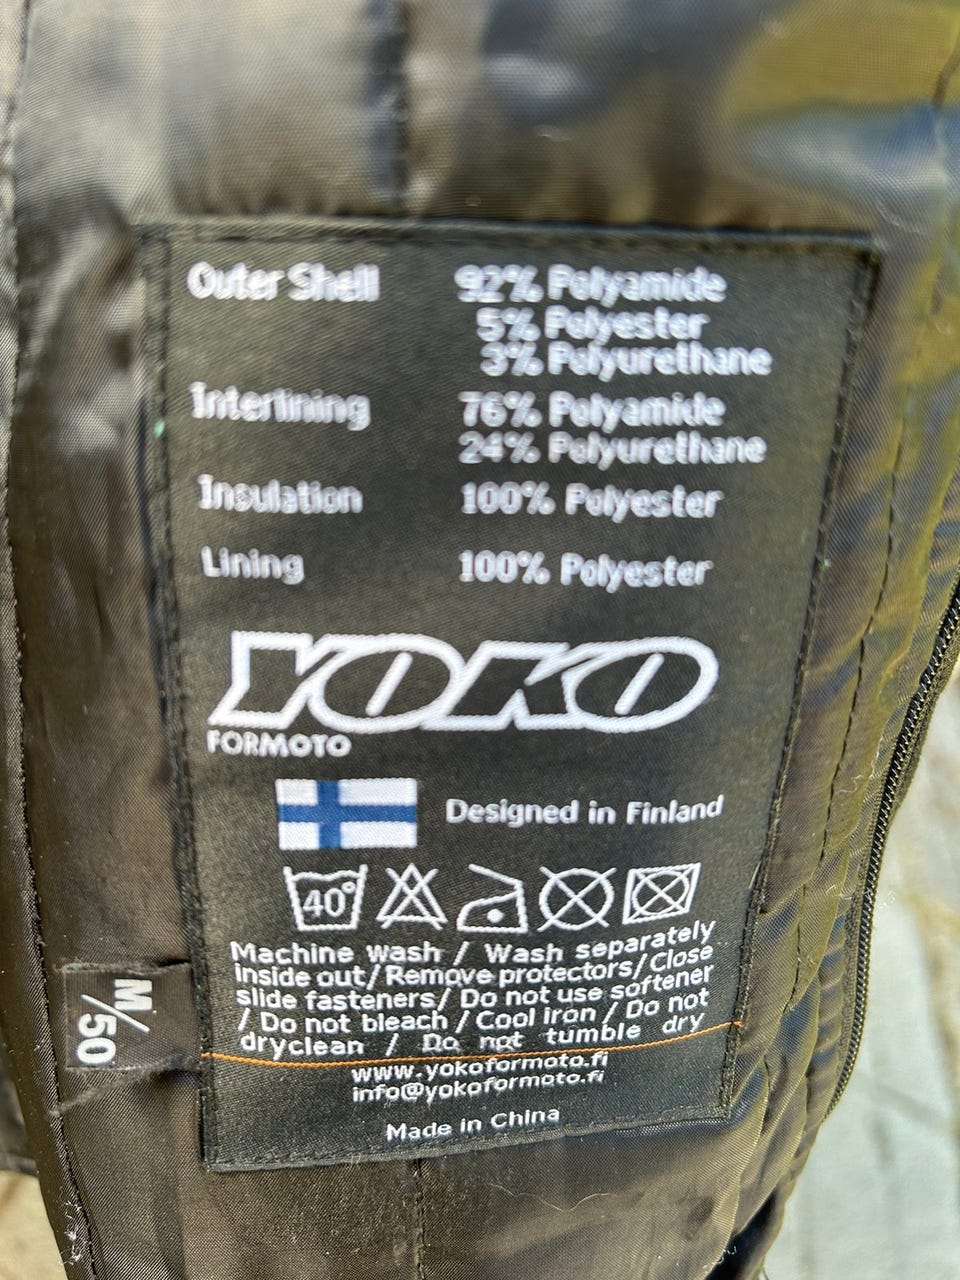 Outer Shell 92% Polyamide
5% Polyester
3% Polyurethane
Interlining 76% Polyamide
24% Polyurethane
Insulation 100% Polyester
Lining 100% Polyester
YOKO
FORMOTO
Designed in Finland
40°
Machine wash / Wash separately
inside out/Remove protectors/Close
slide fasteners/ Do not use softener
/ Do not bleach / Cool iron / Do not
dryclean / Do not tumble dry
www.yokoformoto.fi
info@yokoformoto.fi
Made in China
M/50